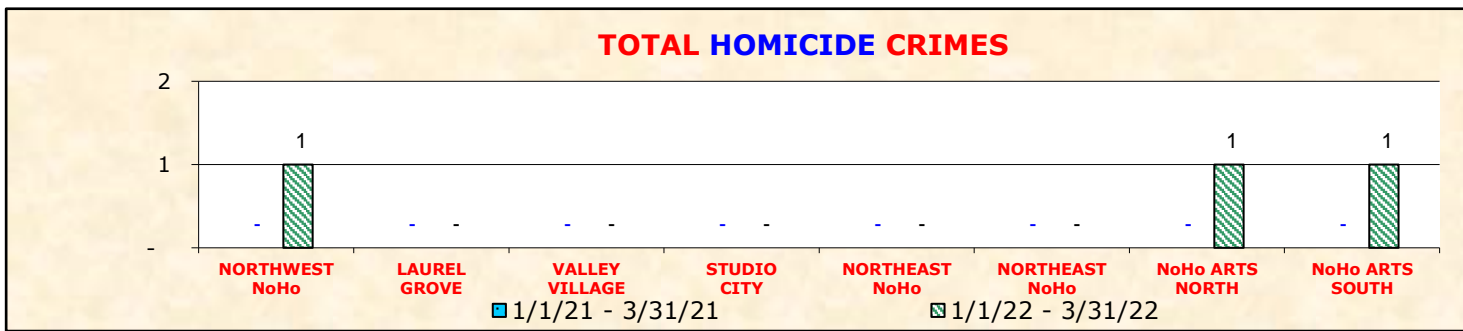 TOTAL HOMICIDE CRIMES
2
1
1
1
1
- - - - - - - - - - - - -
-
NORTHWEST NoHo
LAUREL GROVE
VALLEY VILLAGE
STUDIO CITY
NORTHEAST NoHo
NORTHEAST NoHo
NoHo ARTS NORTH
NoHo ARTS SOUTH
1/1/21 - 3/31/21
1/1/22 - 3/31/22